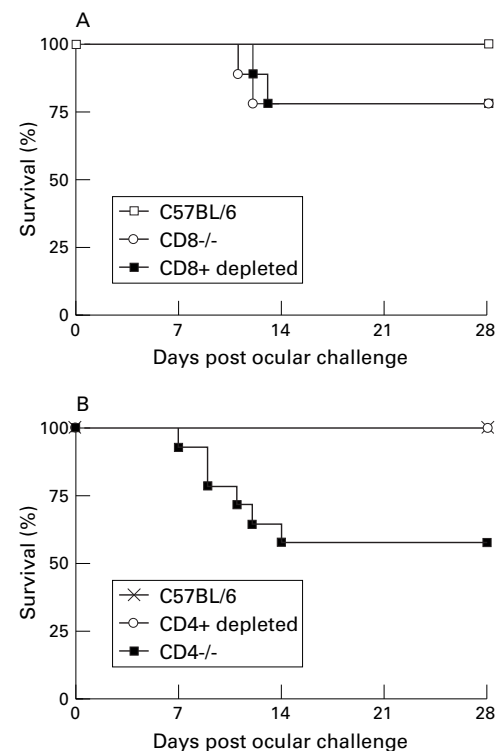 A
100
75
50
25
0
Survival (%)
C57BL/6
CD8-/-
CD8+ depleted
0 7 14 21 28
Days post ocular challenge
B
100
75
50
25
0
Survival (%)
C57BL/6
CD4+ depleted
CD4-/-
0 7 14 21 28
Days post ocular challenge